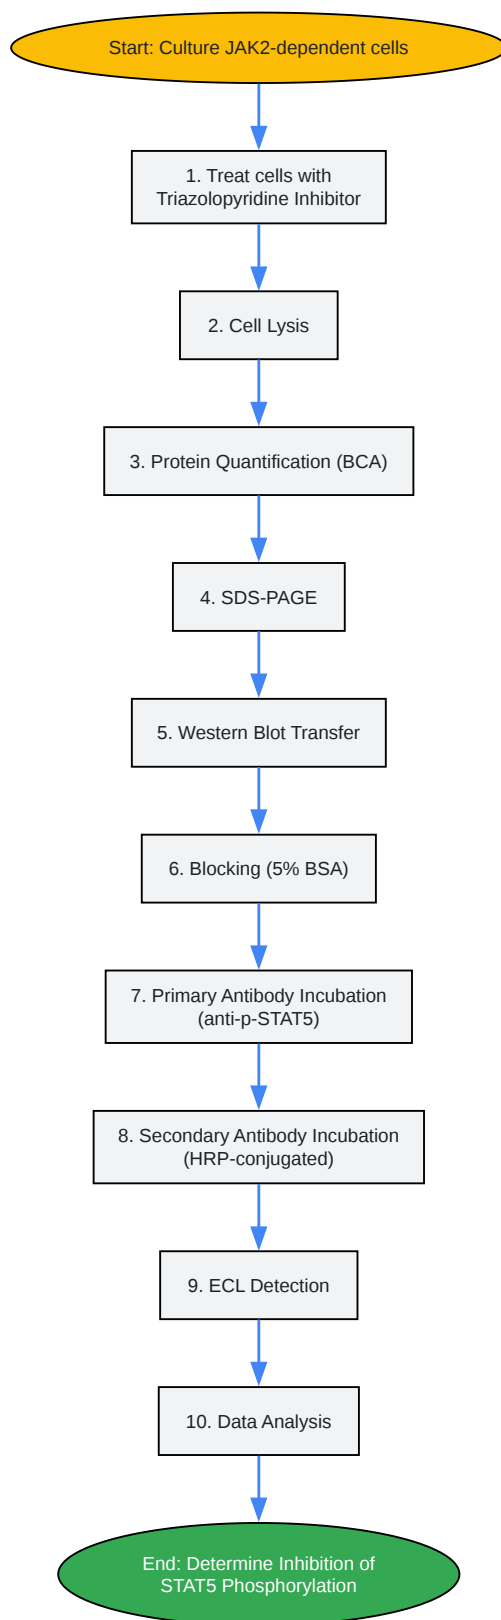 Start: Culture JAK2-dependent cells
1. Treat cells with
Triazolopyridine Inhibitor
2. Cell Lysis
3. Protein Quantification (BCA)
4. SDS-PAGE
5. Western Blot Transfer
6. Blocking (5% BSA)
7. Primary Antibody Incubation
(anti-p-STAT5)
8. Secondary Antibody Incubation
(HRP-conjugated)
9. ECL Detection
10. Data Analysis
End: Determine Inhibition of
STAT5 Phosphorylation